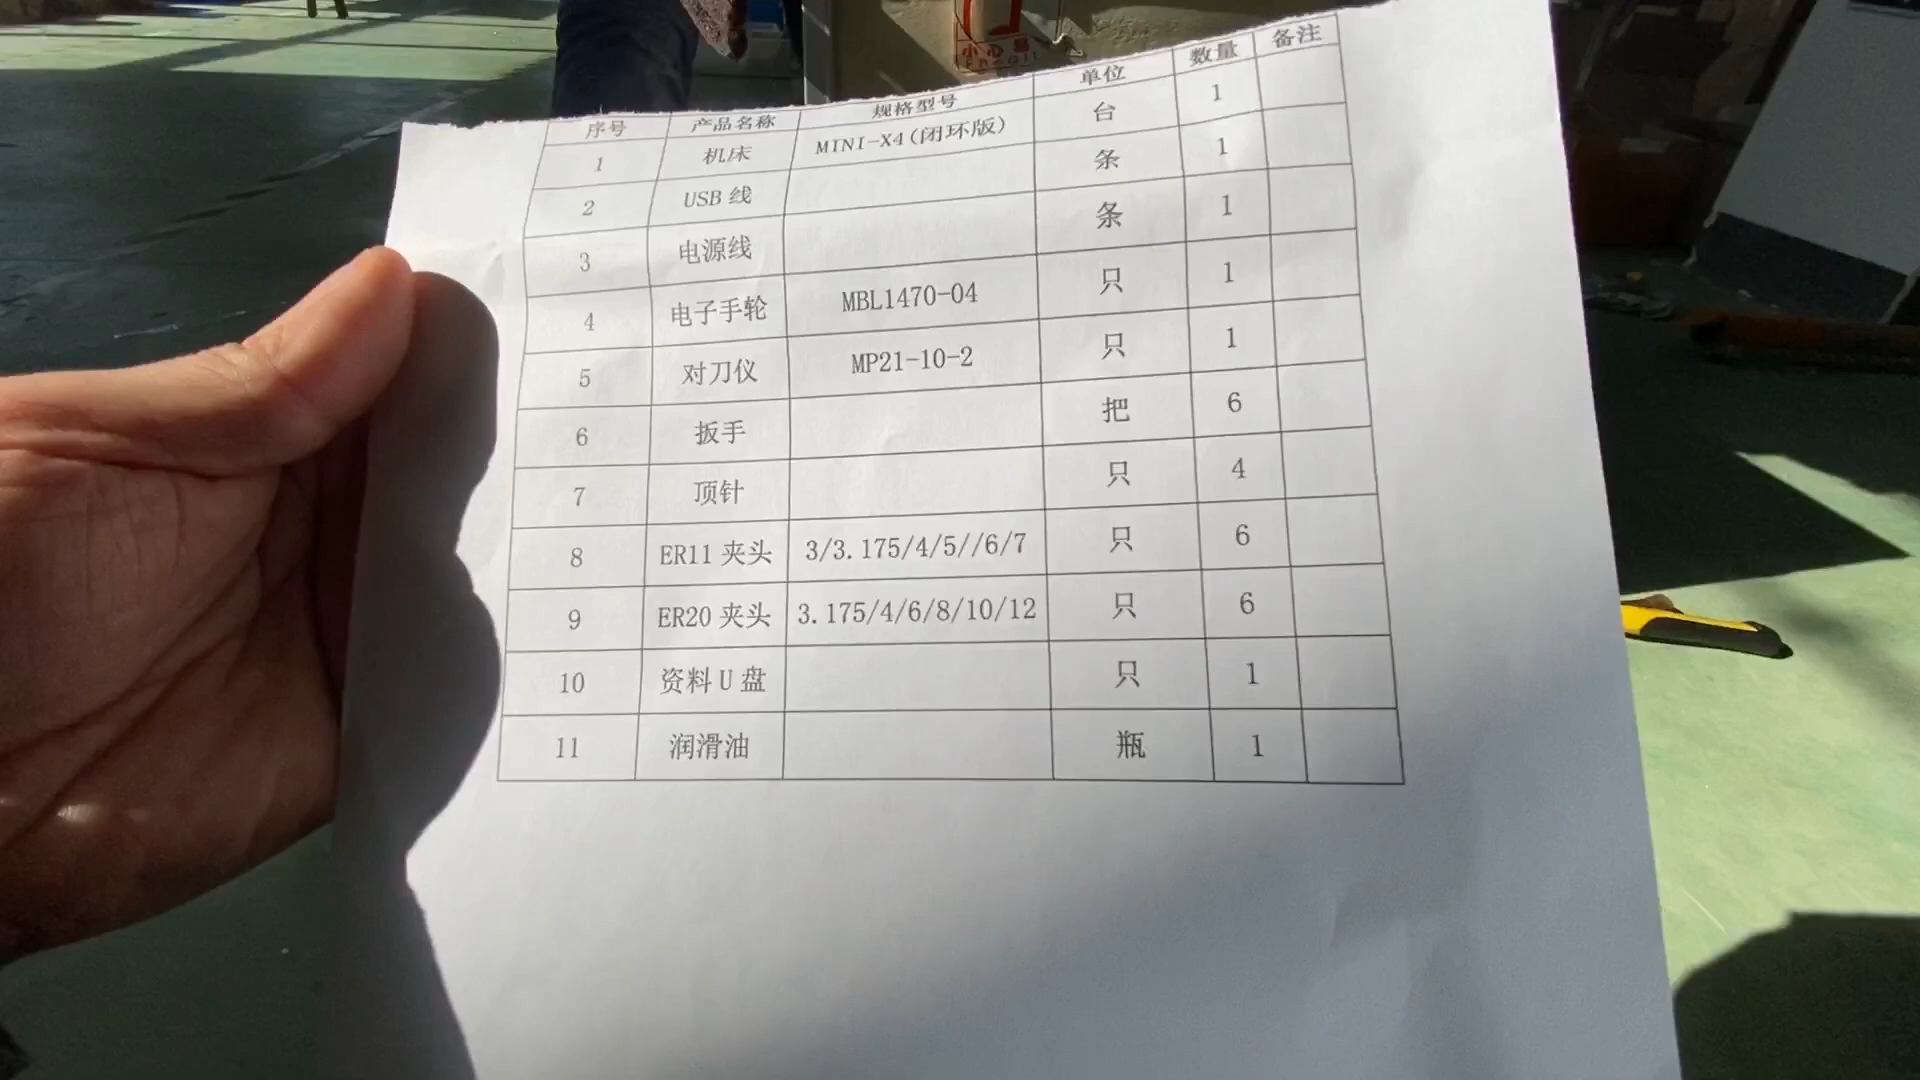 小心易
序号 产品名称 规格型号 单位 数量 备注
1 机床 MINI-X4(闭环版) 台 1
2 USB 线 条 1
3 电源线 条 1
4 电子手轮 MBL1470-04 只 1
5 对刀仪 MP21-10-2 只 1
6 扳手 把 6
7 顶针 只 4
8 ER11 夹头 3/3.175/4/5//6/7 只 6
9 ER20 夹头 3.175/4/6/8/10/12 只 6
10 资料 U 盘 只 1
11 润滑油 瓶 1